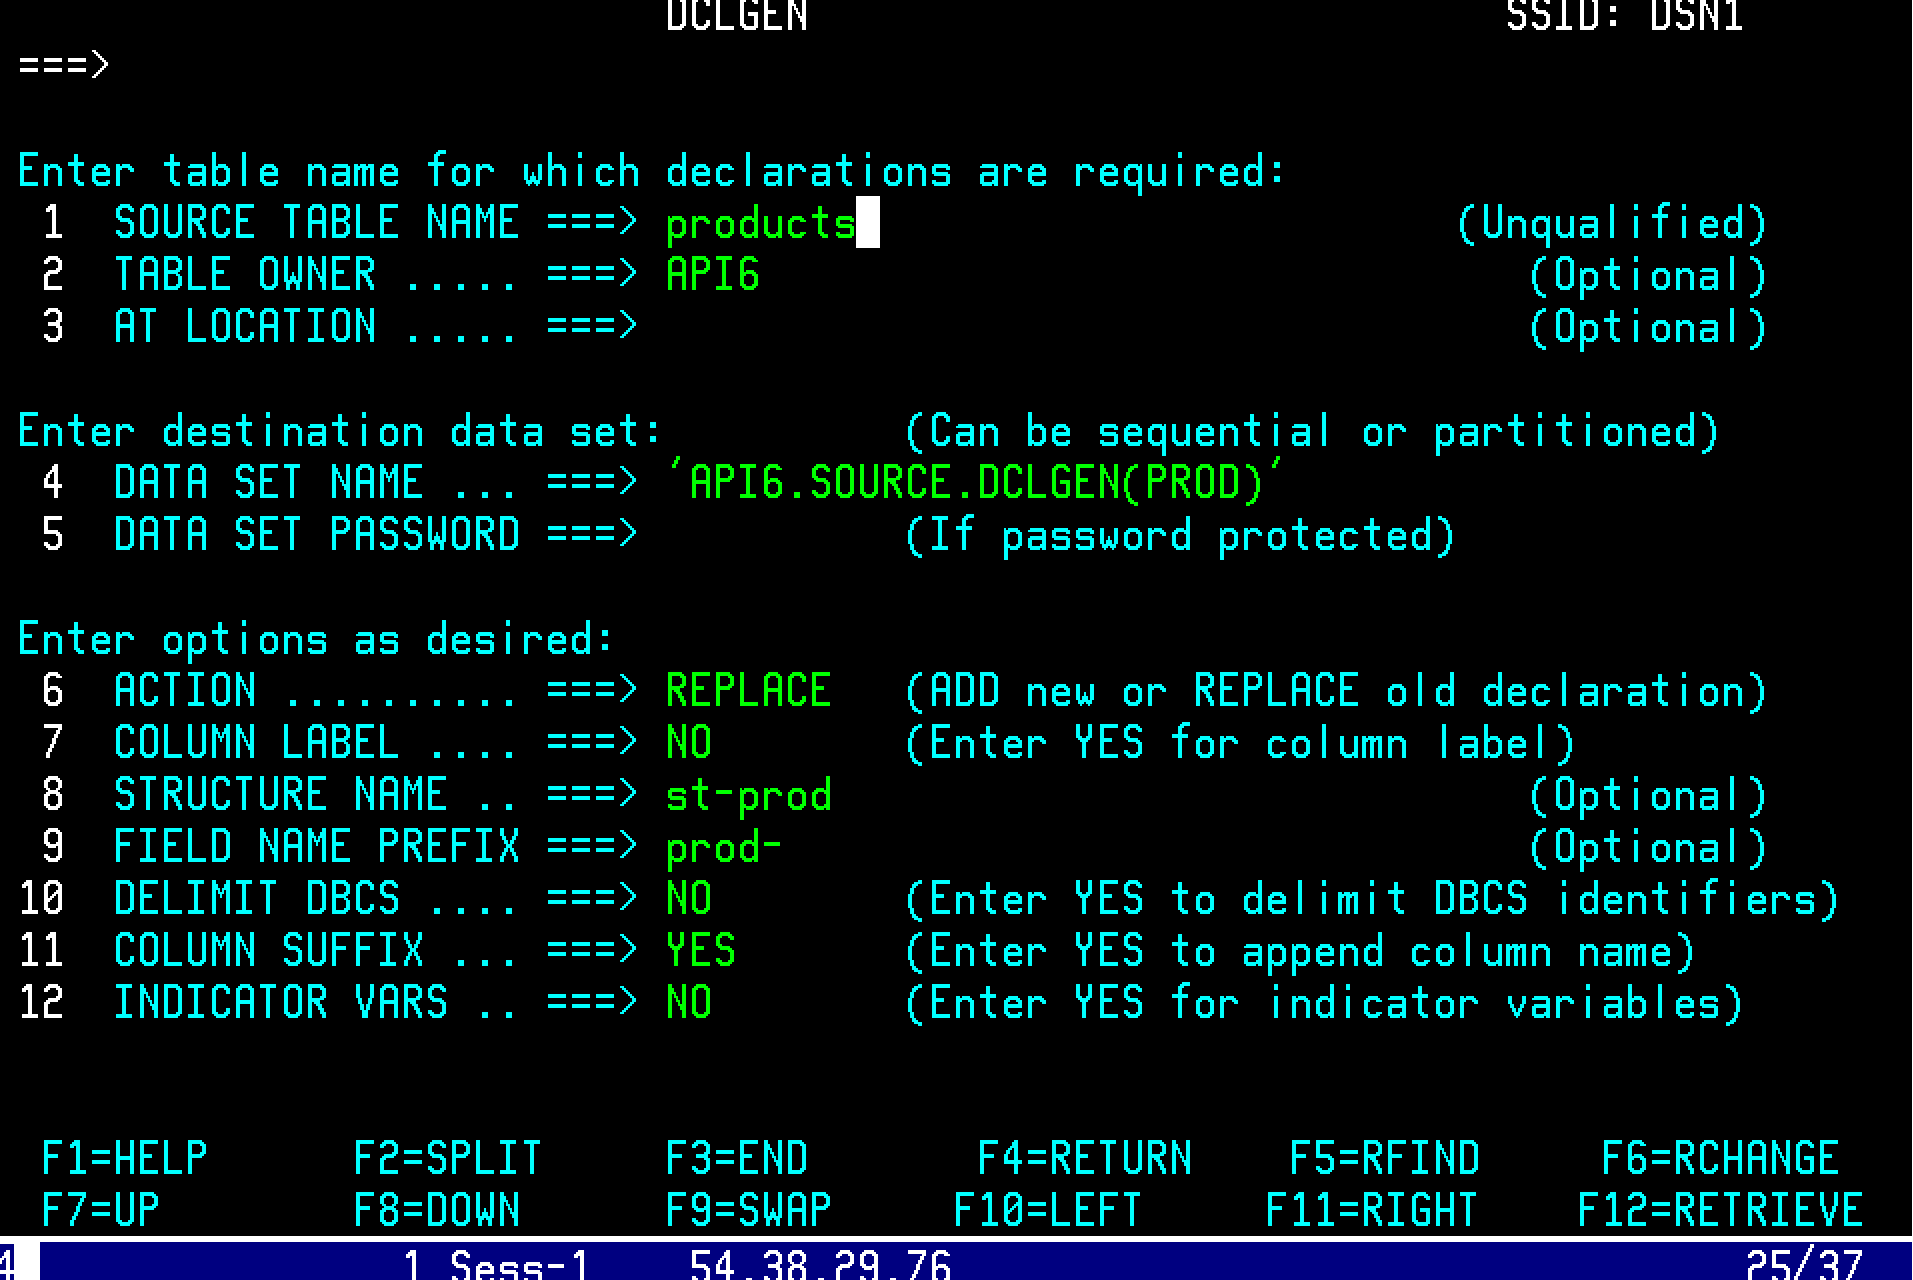 DCLGEN SSID: DSN1
===>
Enter table name for which declarations are required:
1 SOURCE TABLE NAME ===> products (Unqualified)
2 TABLE OWNER ..... ===> API6 (Optional)
3 AT LOCATION ..... ===> (Optional)
Enter destination data set: (Can be sequential or partitioned)
4 DATA SET NAME ... ===> 'API6.SOURCE.DCLGEN(PROD)'
5 DATA SET PASSWORD ===> (If password protected)
Enter options as desired:
6 ACTION .......... ===> REPLACE (ADD new or REPLACE old declaration)
7 COLUMN LABEL .... ===> NO (Enter YES for column label)
8 STRUCTURE NAME .. ===> st-prod (Optional)
9 FIELD NAME PREFIX ===> prod- (Optional)
10 DELIMIT DBCS .... ===> NO (Enter YES to delimit DBCS identifiers)
11 COLUMN SUFFIX ... ===> YES (Enter YES to append column name)
12 INDICATOR VARS .. ===> NO (Enter YES for indicator variables)
F1=HELP F2=SPLIT F3=END F4=RETURN F5=RFIND F6=RCHANGE
F7=UP F8=DOWN F9=SWAP F10=LEFT F11=RIGHT F12=RETRIEVE
4 1 Sess-1 54.38.29.76 25/37